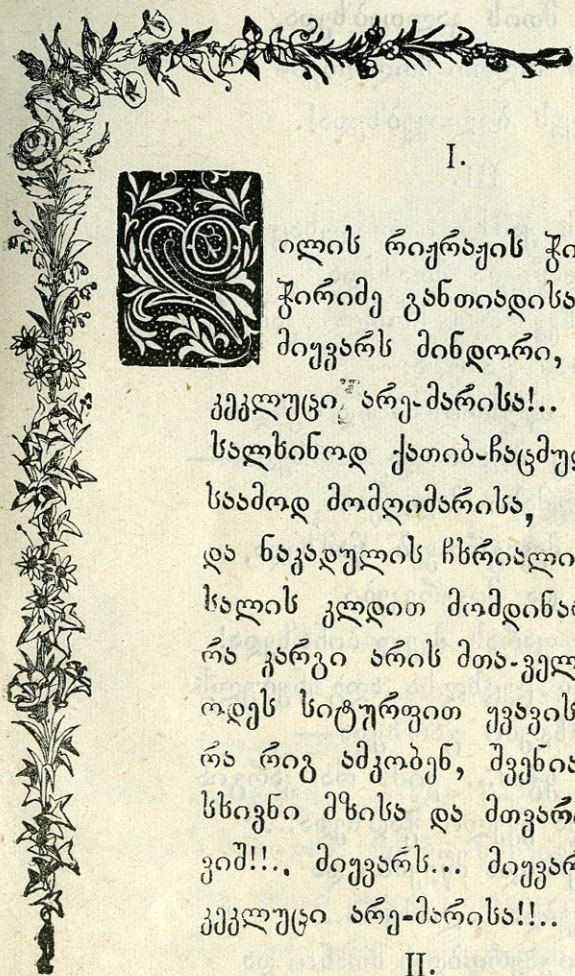 I.
დილის რიჟრაჟის ჭი
ჭირიმე განთიადისა
მიყვარს მინდორი,
კეკლუცი არე-მარისა!..
სალხინოდ ქათიბ-ჩაცმუ
საამოდ მომღიმარისა,
და ნაკადულის ჩხრიალი
სალის კლდით მომდინა
რა კარგი არის მთა-ველ
ოდეს სიტურფით ყვავის
რა რიგ ამკობენ, შვენია
სხივნი მზისა და მთვარ
ვიშ!!.. მიყვარს... მიყვარ
კეკლუცი არე-მარისა!!..
II